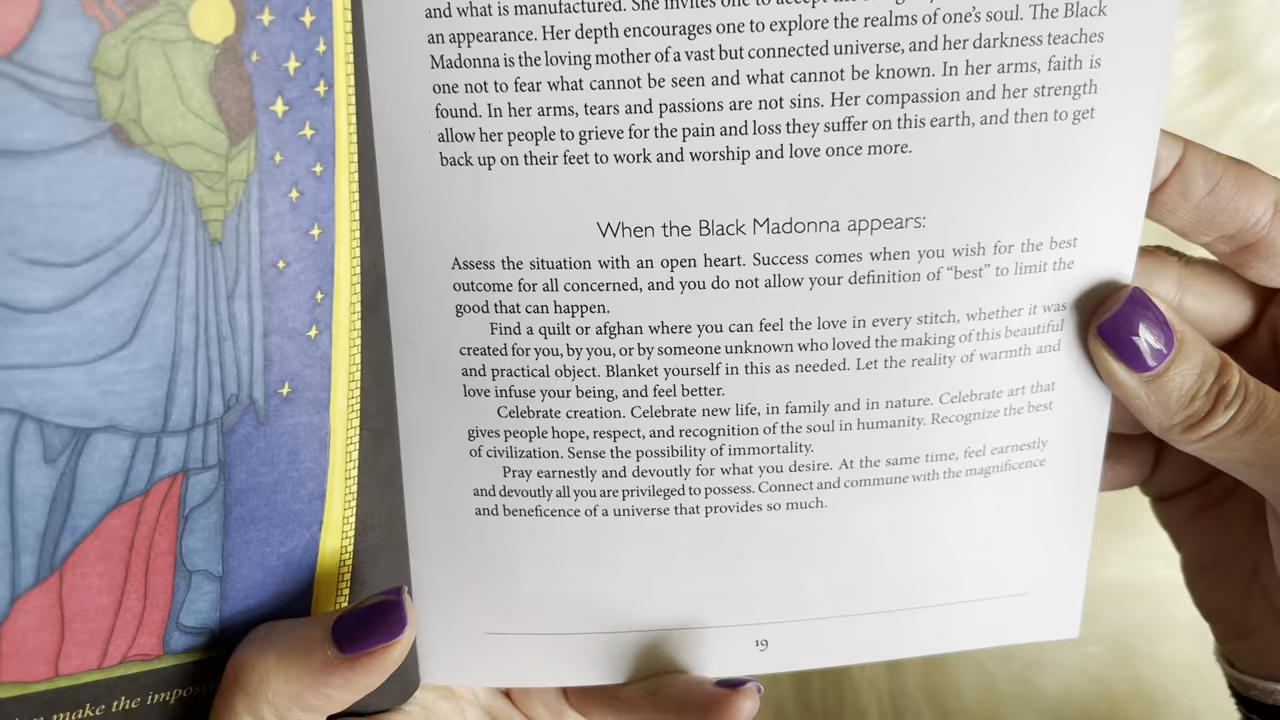 and what is manufactured. She invites one to accept
an appearance. Her depth encourages one to explore the realms of one's soul. The Black
Madonna is the loving mother of a vast but connected universe, and her darkness teaches
one not to fear what cannot be seen and what cannot be known. In her arms, faith is
found. In her arms, tears and passions are not sins. Her compassion and her strength
allow her people to grieve for the pain and loss they suffer on this earth, and then to get
back up on their feet to work and worship and love once more.
When the Black Madonna appears:
Assess the situation with an open heart. Success comes when you wish for the best
outcome for all concerned, and you do not allow your definition of “best” to limit the
good that can happen.
Find a quilt or afghan where you can feel the love in every stitch, whether it was
created for you, by you, or by someone unknown who loved the making of this beautiful
and practical object. Blanket yourself in this as needed. Let the reality of warmth and
love infuse your being, and feel better.
Celebrate creation. Celebrate new life, in family and in nature. Celebrate art that
gives people hope, respect, and recognition of the soul in humanity. Recognize the best
of civilization. Sense the possibility of immortality.
Pray earnestly and devoutly for what you desire. At the same time, feel earnestly
and devoutly all you are privileged to possess. Connect and commune with the magnificence
and beneficence of a universe that provides so much.
19
make the